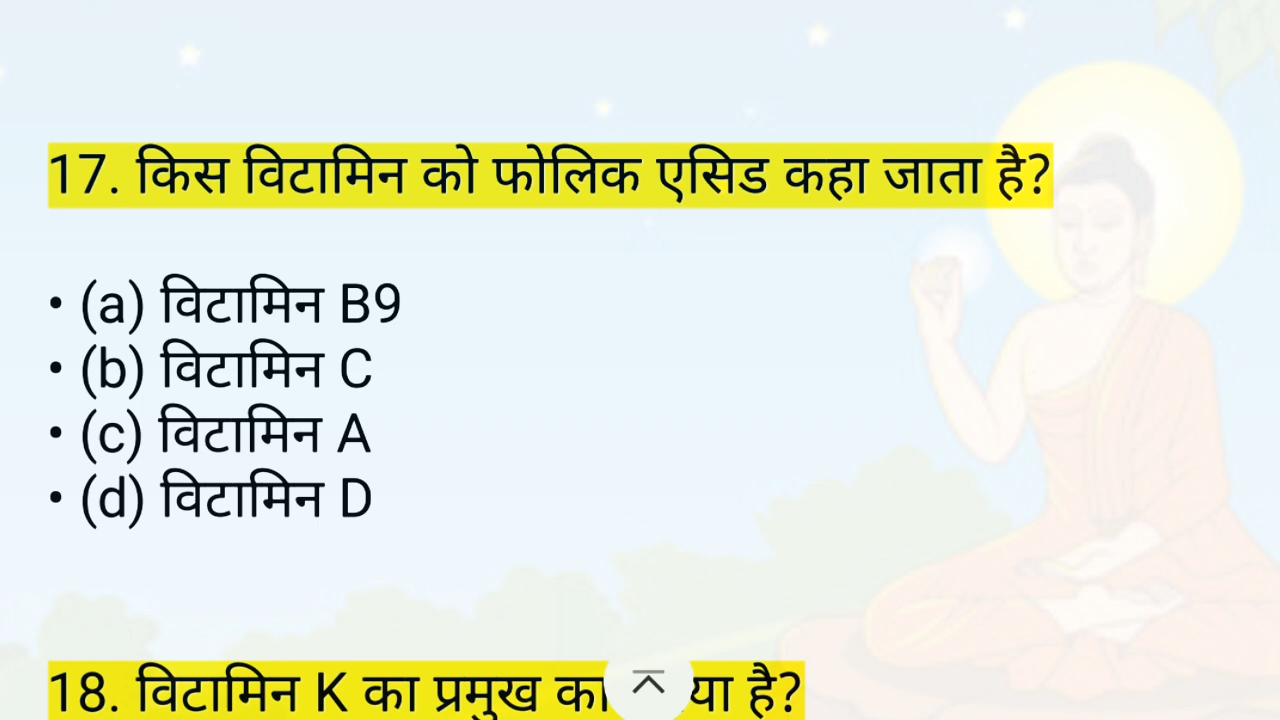 17. किस विटामिन को फोलिक एसिड कहा जाता है?
• (a) विटामिन B9
• (b) विटामिन C
• (c) विटामिन A
• (d) विटामिन D
18. विटामिन K का प्रमुख है?